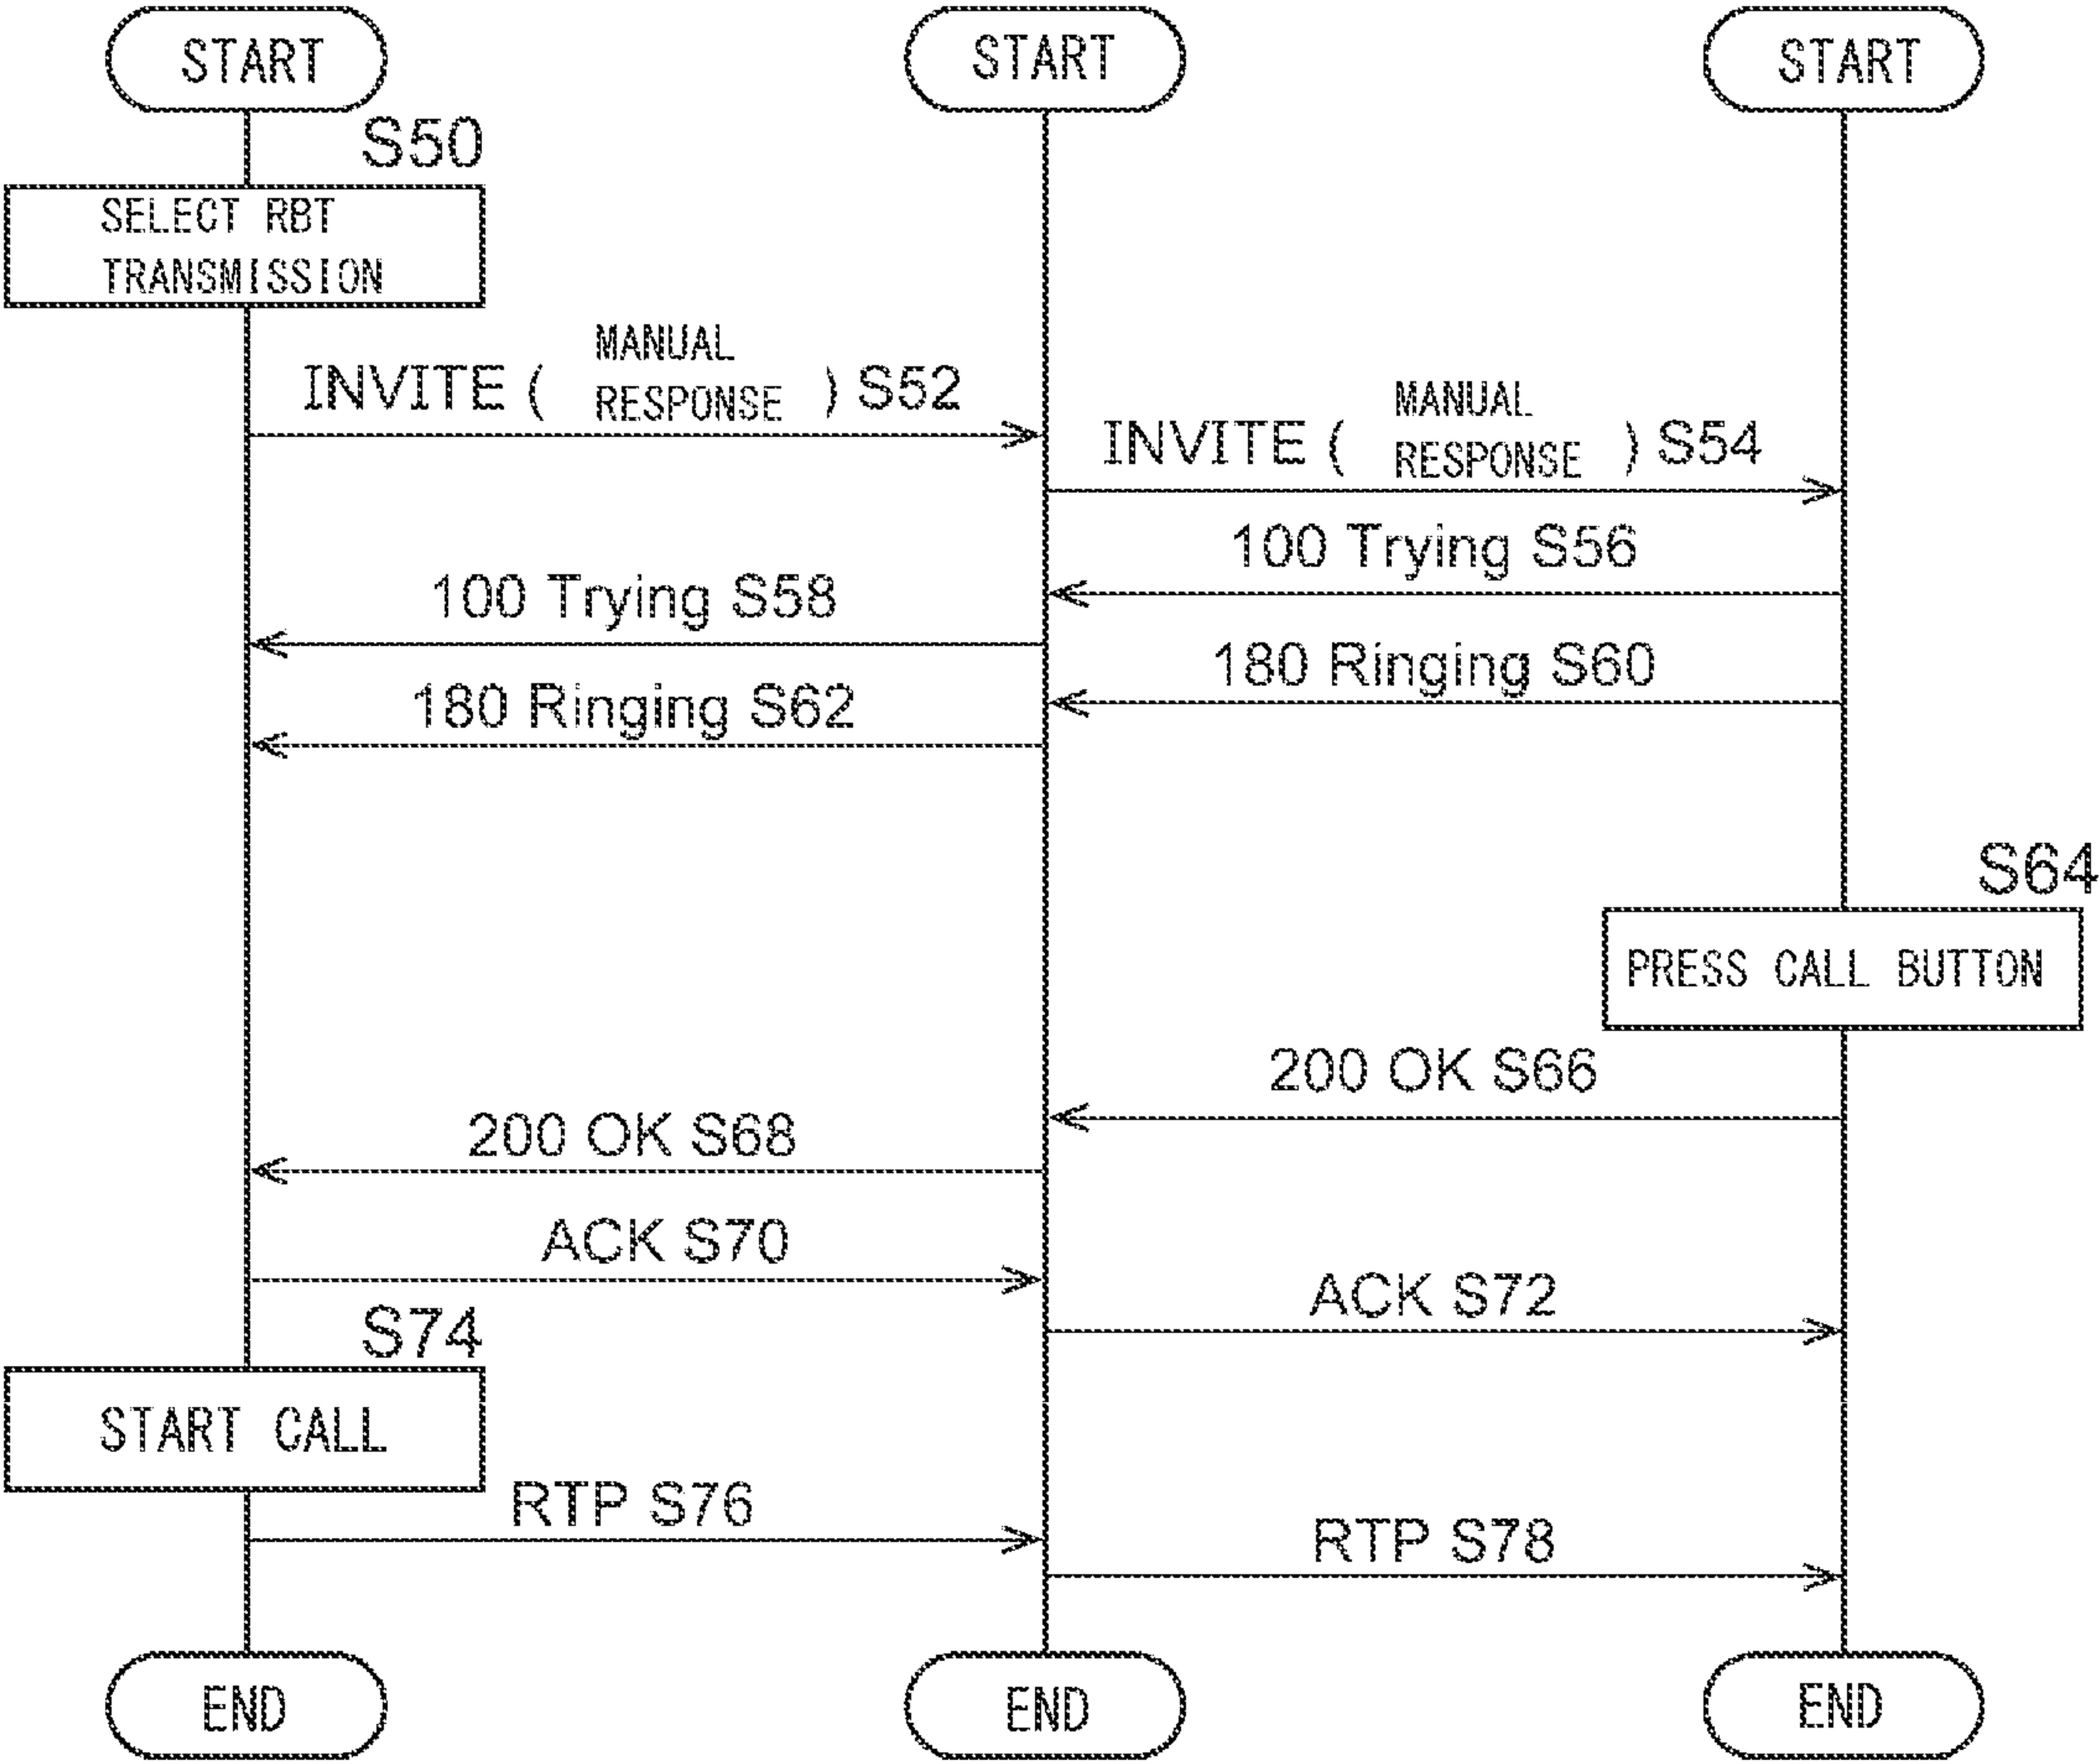 START
START
START
S50
SELECT RBT
TRANSMISSION
INVITE ( MANUAL RESPONSE ) S52
INVITE ( MANUAL RESPONSE ) S54
100 Trying S56
100 Trying S58
180 Ringing S60
180 Ringing S62
S64
PRESS CALL BUTTON
200 OK S66
200 OK S68
ACK S70
ACK S72
S74
START CALL
RTP S76
RTP S78
END
END
END